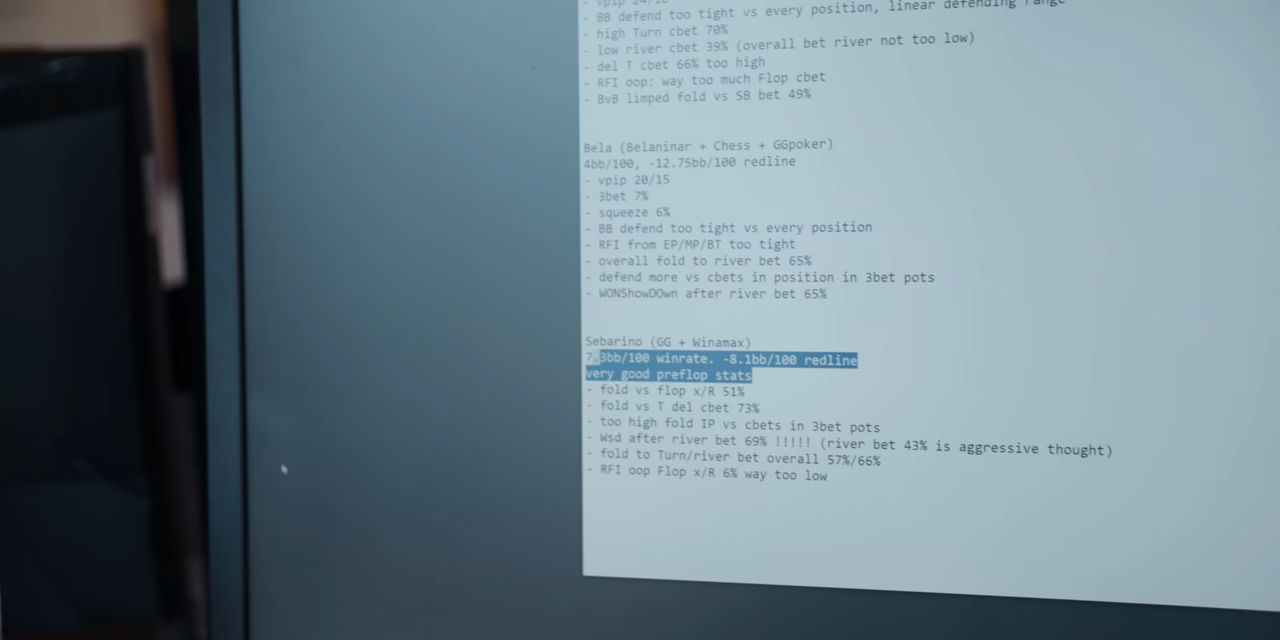 - vpip 24/18
- BB defend too tight vs every position, linear defending range
- high Turn cbet 70%
- low river cbet 39% (overall bet river not too low)
- del T cbet 66% too high
- RFI oop: way too much Flop cbet
- BvB limped fold vs SB bet 49%
Bela (Belaninar + Chess + GGpoker)
4bb/100, -12.75bb/100 redline
- vpip 20/15
- 3bet 7%
- squeeze 6%
- BB defend too tight vs every position
- RFI from EP/MP/BT too tight
- overall fold to river bet 65%
- defend more vs cbets in position in 3bet pots
- WONShowDOwn after river bet 65%
Sebarino (GG + Winamax)
7.3bb/100 winrate. -8.1bb/100 redline
very good preflop stats
- fold vs flop x/R 51%
- fold vs T del cbet 73%
- too high fold IP vs cbets in 3bet pots
- Wsd after river bet 69% !!!!! (river bet 43% is aggressive thought)
- fold to Turn/river bet overall 57%/66%
- RFI oop Flop x/R 6% way too low